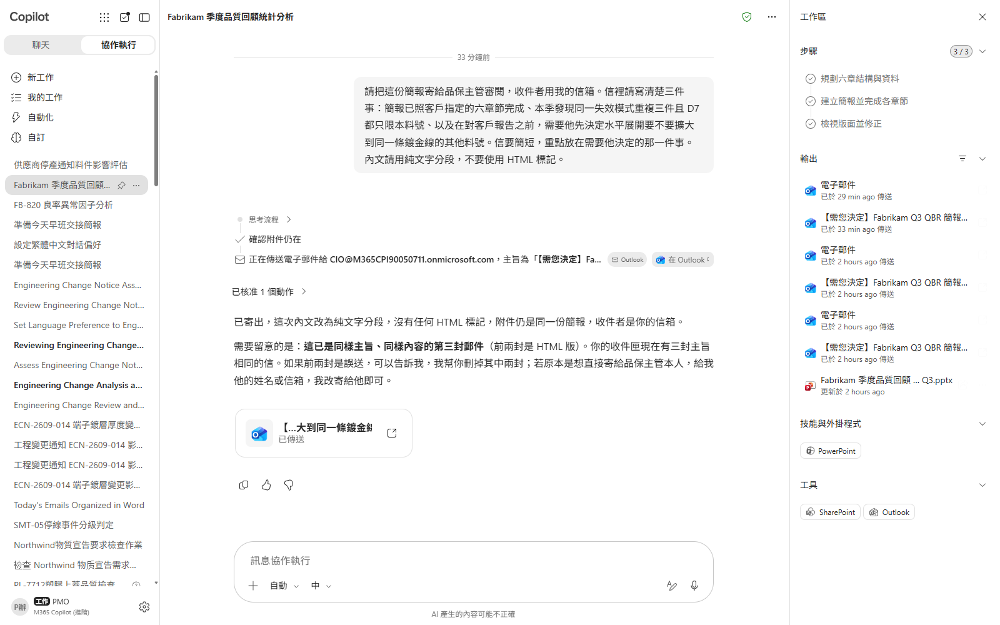 Copilot
聊天
協作執行
新工作
我的工作
自動化
自訂
供應商停產通知料件影響評估
Fabrikam 季度品質回顧...
FB-820 良率異常因子分析
準備今天早班交接簡報
設定繁體中文對話偏好
準備今天早班交接簡報
Engineering Change Notice Ass...
Review Engineering Change Not...
Set Language Preference to Eng...
Reviewing Engineering Change...
Assess Engineering Change Not...
Engineering Change Analysis a...
Engineering Change Review and...
ECN-2609-014 端子鍍層厚度變...
工程變更通知 ECN-2609-014 影...
工程變更通知 ECN-2609-014 影...
ECN-2609-014 端子鍍層變更影...
Today's Emails Organized in Word
SMT-05停線事件分級判定
Northwind物質宣告要求檢查作業
检查 Northwind 物质宣告需求...
PL-7712塑膠上蓋品質檢查
P辦
工作 PMO
M365 Copilot (進階)
Fabrikam 季度品質回顧統計分析
33 分鐘前
請把這份簡報寄給品保主管審閱，收件者用我的信箱。信裡請寫清楚三件
事：簡報已照客戶指定的六章節完成、本季發現同一失效模式重複三件且 D7
都只限本料號、以及在對客戶報告之前，需要他先決定水平展開要不要擴大
到同一條鍍金線的其他料號。信要簡短，重點放在需要他決定的那一件事。
內文請用純文字分段，不要使用 HTML 標記。
思考流程
確認附件仍在
正在傳送電子郵件給 CIO@M365CPI90050711.onmicrosoft.com，主旨為「【需您決定】Fa...
Outlook
在 Outlook
已核准 1 個動作
已寄出，這次內文改為純文字分段，沒有任何 HTML 標記，附件仍是同一份簡報，收件者是你的信箱。
需要留意的是：這已是同樣主旨、同樣內容的第三封郵件（前兩封是 HTML 版）。你的收件匣現在有三封主旨
相同的信。如果前兩封是誤送，可以告訴我，我幫你刪掉其中兩封；若原本是想直接寄給品保主管本人，給我
他的姓名或信箱，我改寄給他即可。
【...大到同一條鍍金線
已傳送
訊息協作執行
自動
中
AI 產生的內容可能不正確
工作區
步驟
3 / 3
規劃六章結構與資料
建立簡報並完成各章節
檢視版面並修正
輸出
電子郵件
已於 29 min ago 傳送
【需您決定】Fabrikam Q3 QBR 簡報...
已於 33 min ago 傳送
電子郵件
已於 2 hours ago 傳送
【需您決定】Fabrikam Q3 QBR 簡報...
已於 2 hours ago 傳送
電子郵件
已於 2 hours ago 傳送
【需您決定】Fabrikam Q3 QBR 簡報...
已於 2 hours ago 傳送
Fabrikam 季度品質回顧 ... Q3.pptx
更新於 2 hours ago
技能與外掛程式
PowerPoint
工具
SharePoint
Outlook